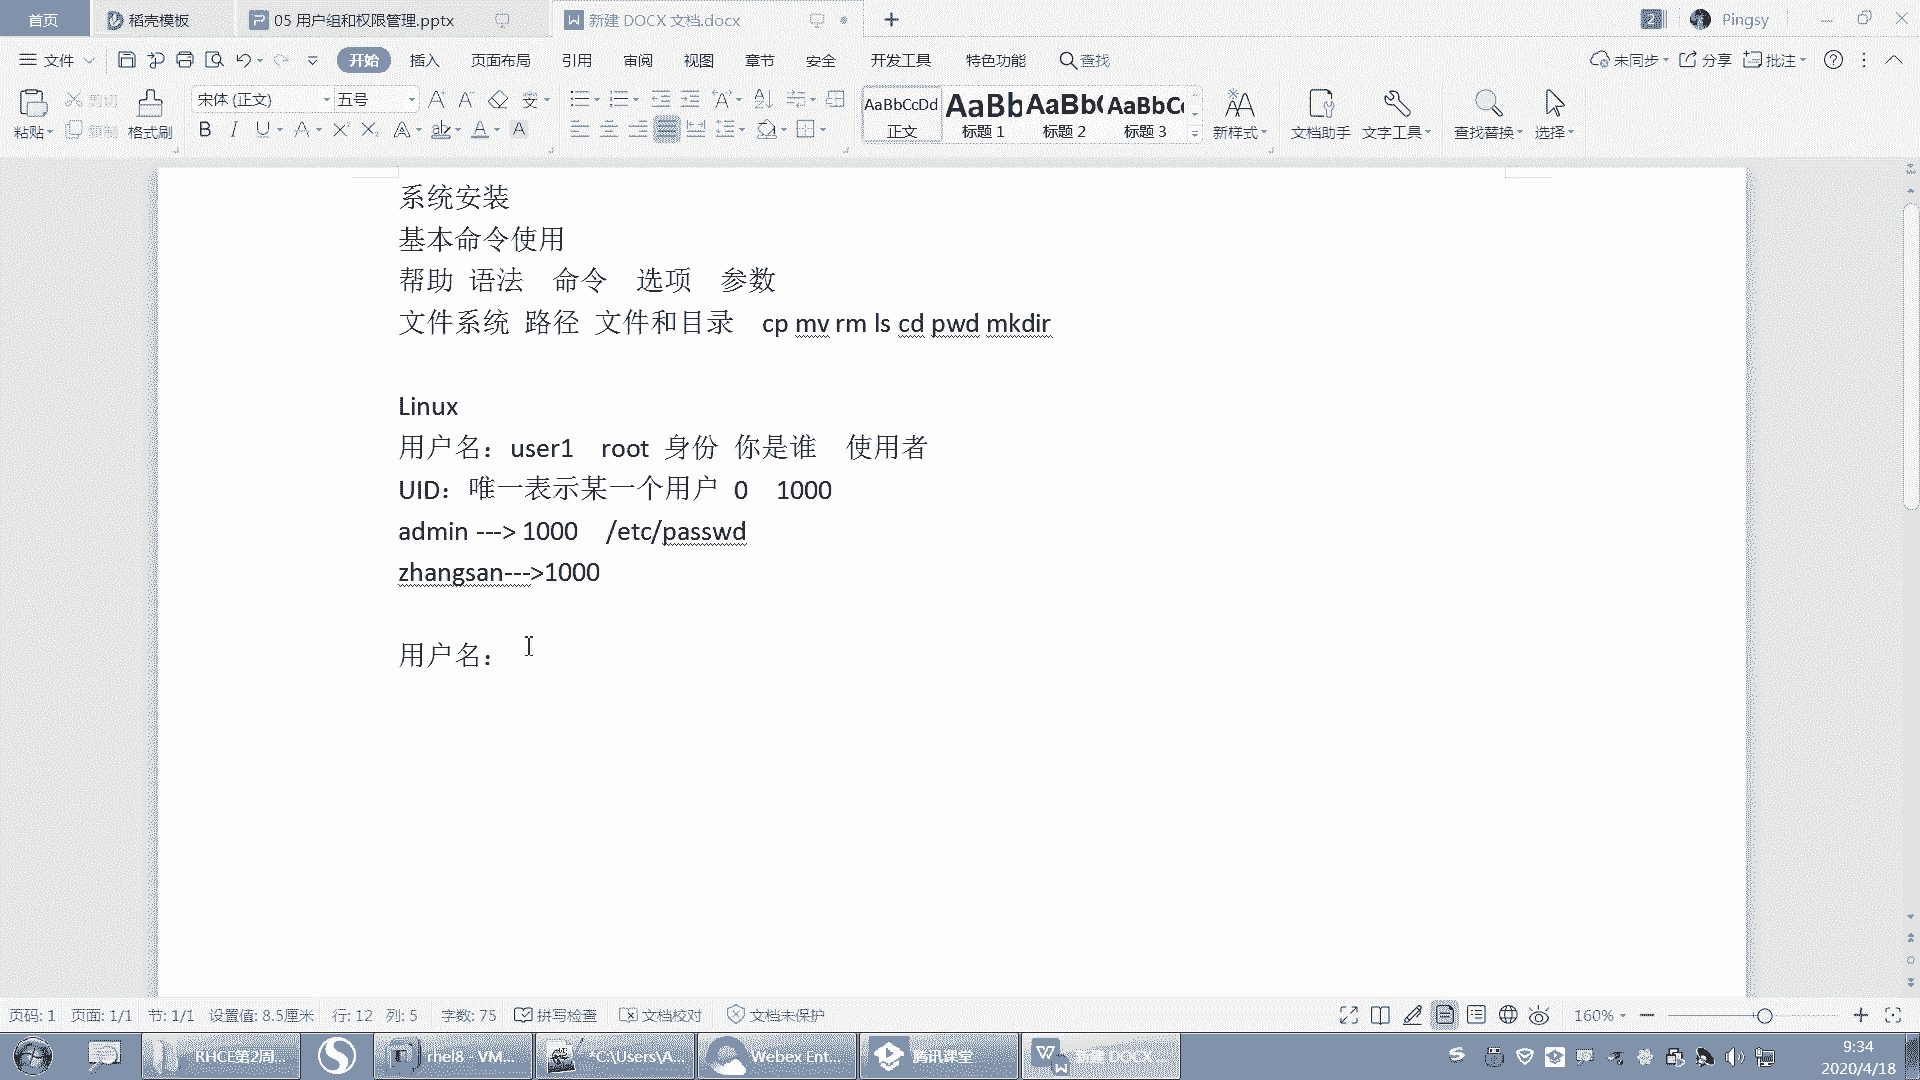 首页 稻壳模板 05 用户组和权限管理.pptx 新建 DOCX 文档.docx 2 Pingsy
文件 开始 插入 页面布局 引用 审阅 视图 章节 安全 开发工具 特色功能 查找 未同步 分享 批注
剪切 宋体 (正文) 五号 AaBbCcDd AaBb AaBb( AaBbC
粘贴 复制 格式刷 正文 标题 1 标题 2 标题 3 新样式 文档助手 文字工具 查找替换 选择
系统安装
基本命令使用
帮助 语法 命令 选项 参数
文件系统 路径 文件和目录 cp mv rm ls cd pwd mkdir
Linux
用户名：user1 root 身份 你是谁 使用者
UID：唯一表示某一个用户 0 1000
admin ---> 1000 /etc/passwd
zhangsan--->1000
用户名：
页码: 1 页面: 1/1 节: 1/1 设置值: 8.5厘米 行: 12 列: 5 字数: 75 拼写检查 文档校对 文档未保护 160%
RHCE第2周... rhel8 - VM... *C:\Users\A... Webex Ent... 腾讯课堂 新建 DOCX ... 9:34
2020/4/18